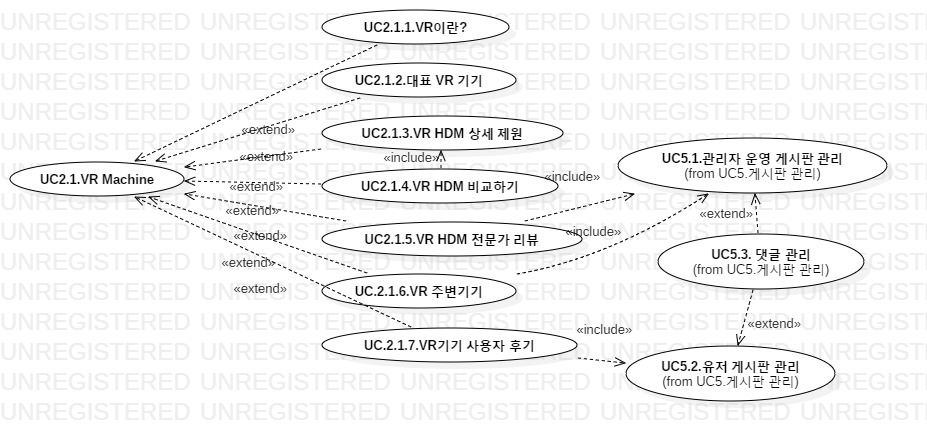 UC2.1.1.VR이란?
UC2.1.2.대표 VR 기기
«extend»
UC2.1.3.VR HDM 상세 제원
«extend»
«include»
UC5.1.관리자 운영 게시판 관리
(from UC5.게시판 관리)
UC2.1.VR Machine
«extend»
UC2.1.4.VR HDM 비교하기
«include»
«extend»
«extend»
UC2.1.5.VR HDM 전문가 리뷰
«include»
«extend»
UC5.3. 댓글 관리
(from UC5.게시판 관리)
«extend»
UC.2.1.6.VR 주변기기
«extend»
«extend»
UC.2.1.7.VR기기 사용자 후기
«include»
UC5.2.유저 게시판 관리
(from UC5.게시판 관리)
UNREGISTERED